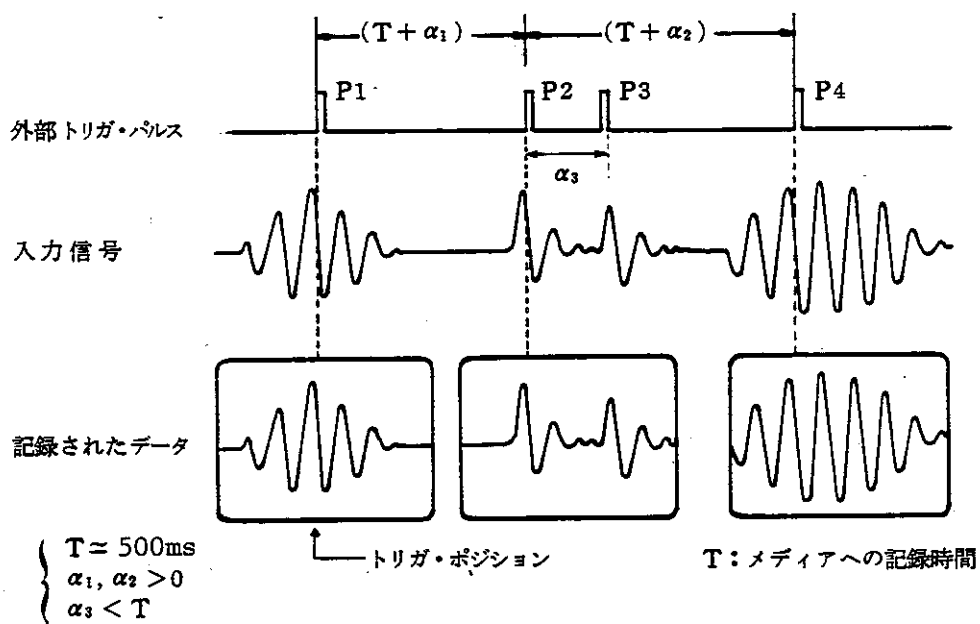 (T + α₁)
(T + α₂)
P1
P2
P3
P4
外部トリガ・パルス
α₃
入力信号
記録されたデータ
T ≃ 500ms
α₁, α₂ > 0
α₃ < T
トリガ・ポジション
T：メディアへの記録時間